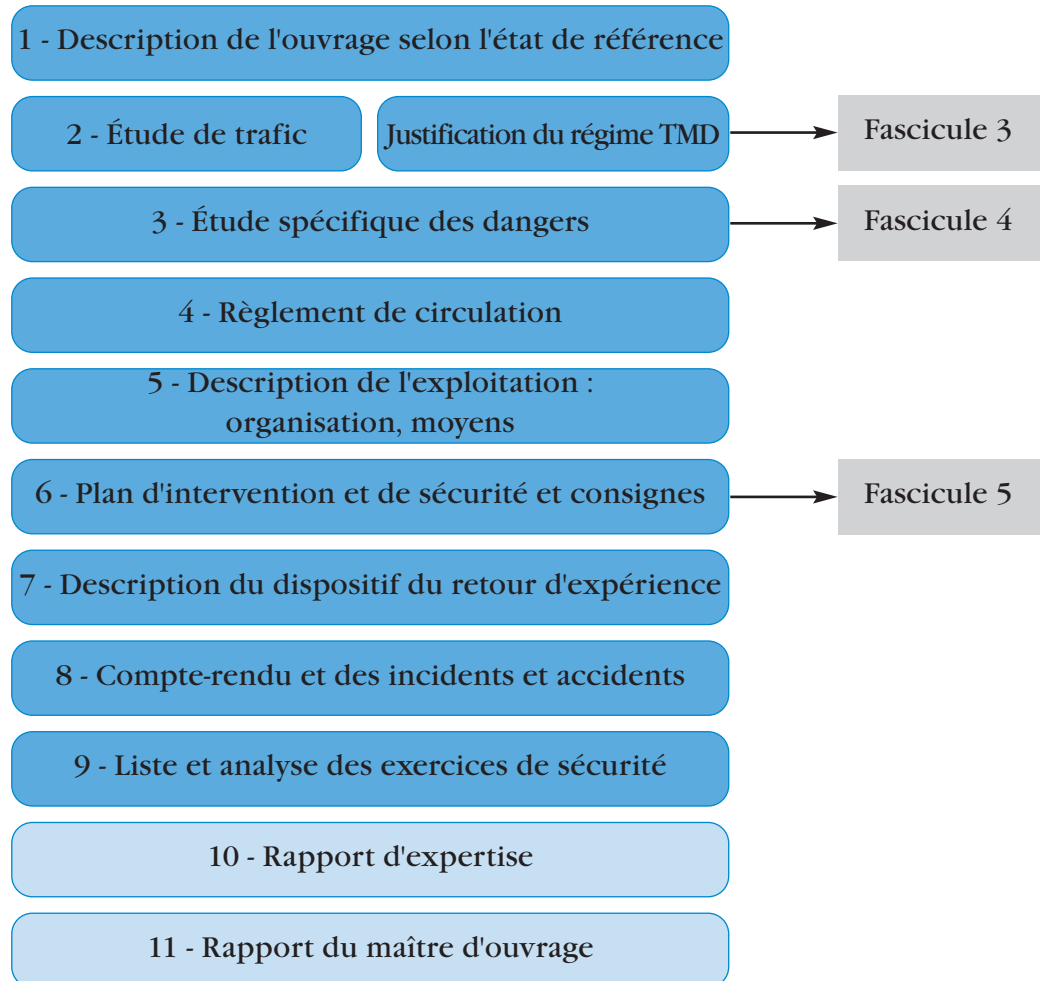 1 - Description de l'ouvrage selon l'état de référence
2 - Étude de trafic
Justification du régime TMD
Fascicule 3
3 - Étude spécifique des dangers
Fascicule 4
4 - Règlement de circulation
5 - Description de l'exploitation :
organisation, moyens
6 - Plan d'intervention et de sécurité et consignes
Fascicule 5
7 - Description du dispositif du retour d'expérience
8 - Compte-rendu et des incidents et accidents
9 - Liste et analyse des exercices de sécurité
10 - Rapport d'expertise
11 - Rapport du maître d'ouvrage